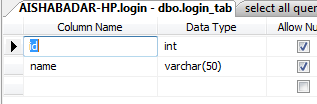 AISHABADAR-HP.login - dbo.login_tab select all quer
Column Name Data Type Allow Nu
id int
name varchar(50)